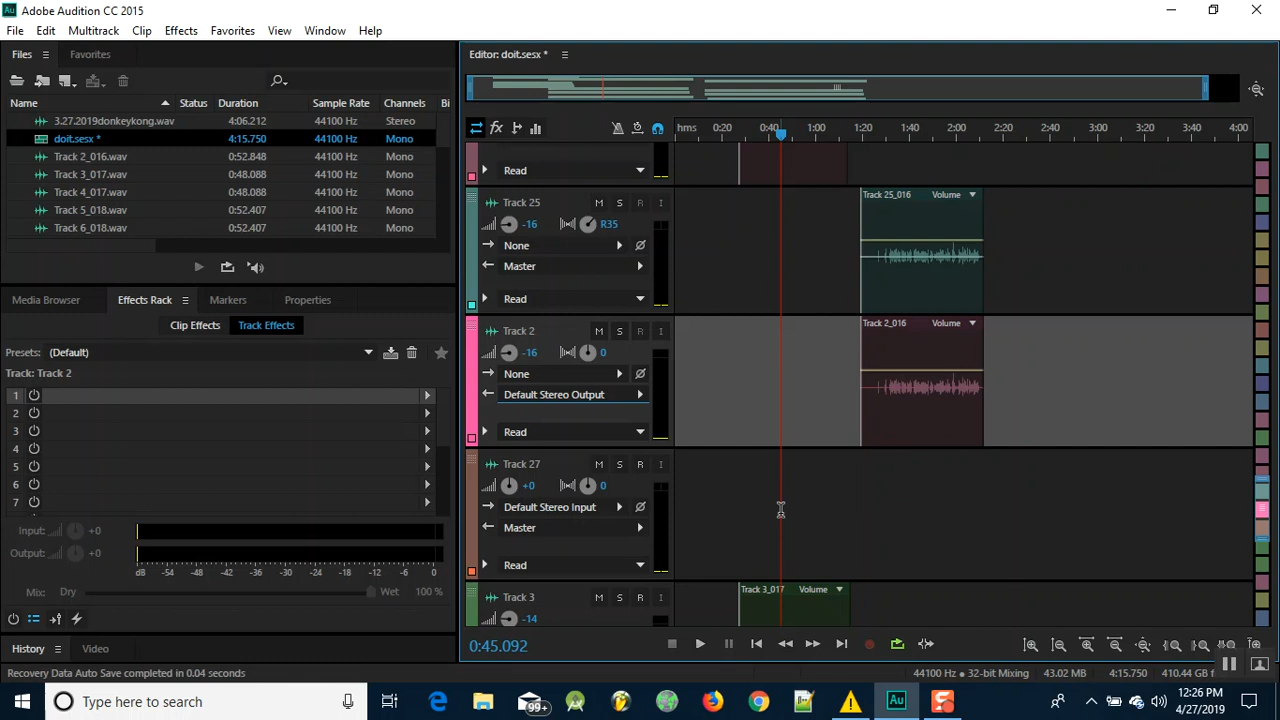 Au Adobe Audition CC 2015
File Edit Multitrack Clip Effects Favorites View Window Help
Files Favorites
Editor: doit.sesx *
Name Status Duration Sample Rate Channels Bi
3.27.2019donkeykong.wav 4:06.212 44100 Hz Stereo
doit.sesx * 4:15.750 44100 Hz Mono
Track 2_016.wav 0:52.848 44100 Hz Mono
Track 3_017.wav 0:48.088 44100 Hz Mono
Track 4_017.wav 0:48.088 44100 Hz Mono
Track 5_018.wav 0:52.407 44100 Hz Mono
Track 6_018.wav 0:52.407 44100 Hz Mono
Media Browser Effects Rack Markers Properties
Clip Effects Track Effects
Presets: (Default)
Track: Track 2
1
2
3
4
5
6
7
Input: +0
Output: +0
dB -54 -48 -42 -36 -30 -24 -18 -12 -6 0
Mix: Dry Wet 100 %
History Video
fx
hms 0:20 0:40 1:00 1:20 1:40 2:00 2:20 2:40 3:00 3:20 3:40 4:00
Read
Track 25 M S R I
-16 R35
None
Master
Read
Track 25_016 Volume
Track 2 M S R I
-16 0
None
Default Stereo Output
Read
Track 2_016 Volume
Track 27 M S R I
+0 0
Default Stereo Input
Master
Read
Track 3 M S R I
-14
Track 3_017 Volume
0:45.092
Recovery Data Auto Save completed in 0.04 seconds
44100 Hz • 32-bit Mixing 43.02 MB 4:15.750 410.44 GB f
Type here to search
99+
Au
S
12:26 PM
4/27/2019